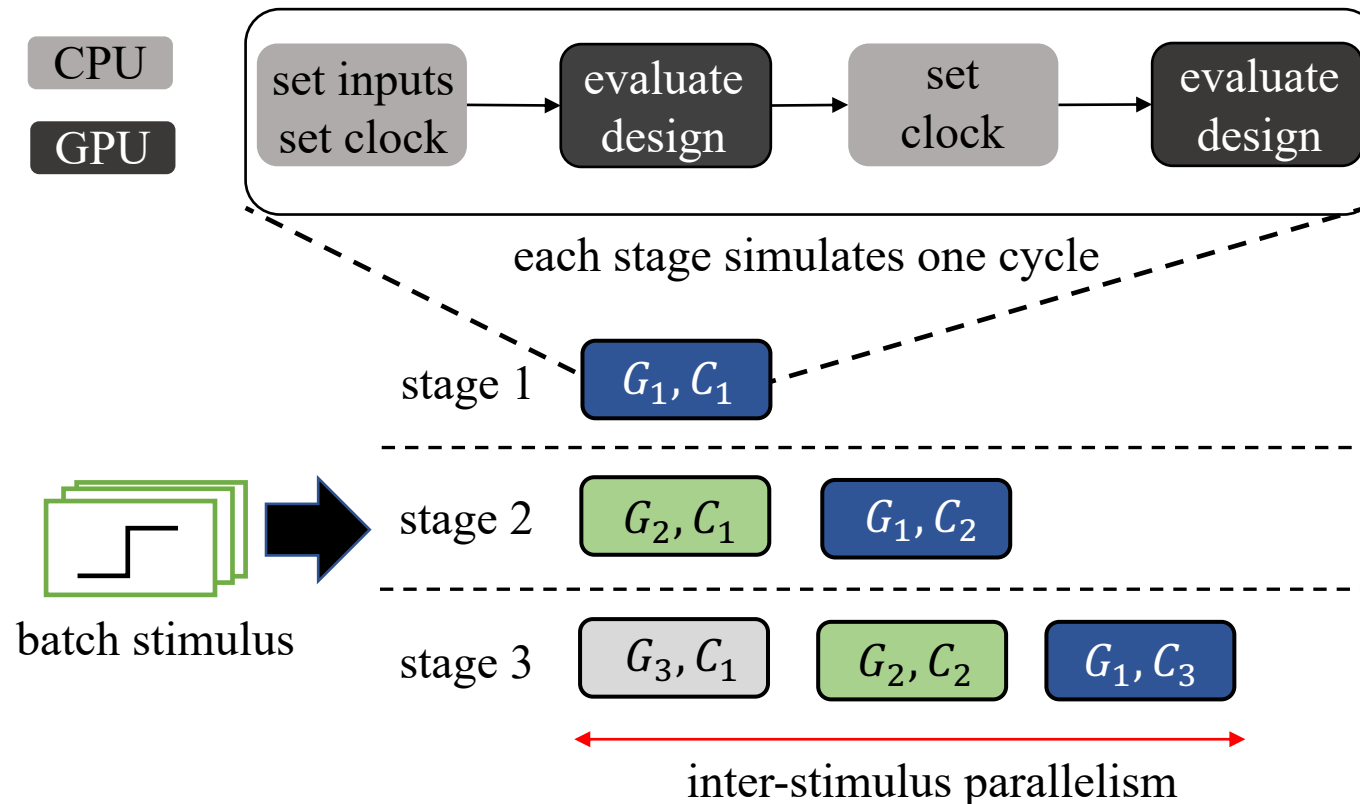 CPU
GPU
set inputs
set clock
evaluate
design
set
clock
evaluate
design
each stage simulates one cycle
stage 1
G₁, C₁
stage 2
G₂, C₁
G₁, C₂
batch stimulus
stage 3
G₃, C₁
G₂, C₂
G₁, C₃
inter-stimulus parallelism